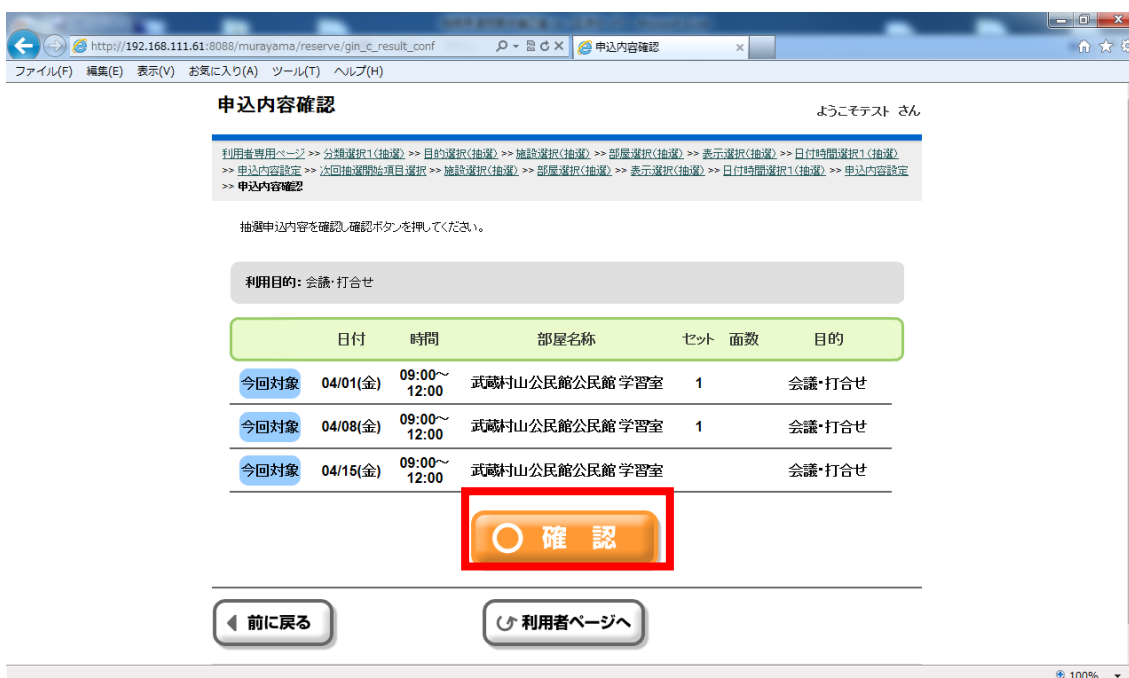 http://192.168.111.61:8088/murayama/reserve/gin_c_result_conf
申込内容確認
ファイル(F) 編集(E) 表示(V) お気に入り(A) ツール(T) ヘルプ(H)
申込内容確認
ようこそテスト さん
利用者専用ページ >> 分類選択1(抽選) >> 目的選択(抽選) >> 施設選択(抽選) >> 部屋選択(抽選) >> 表示選択(抽選) >> 日付時間選択1(抽選)
>> 申込内容設定 >> 次回抽選開始項目選択 >> 施設選択(抽選) >> 部屋選択(抽選) >> 表示選択(抽選) >> 日付時間選択1(抽選) >> 申込内容設定
>> 申込内容確認
抽選申込内容を確認し確認ボタンを押してください。
利用目的: 会議・打合せ
日付 時間 部屋名称 セット 面数 目的
今回対象 04/01(金) 09:00～12:00 武蔵村山公民館公民館 学習室 1 会議・打合せ
今回対象 04/08(金) 09:00～12:00 武蔵村山公民館公民館 学習室 1 会議・打合せ
今回対象 04/15(金) 09:00～12:00 武蔵村山公民館公民館 学習室 会議・打合せ
確 認
前に戻る
利用者ページへ
100%